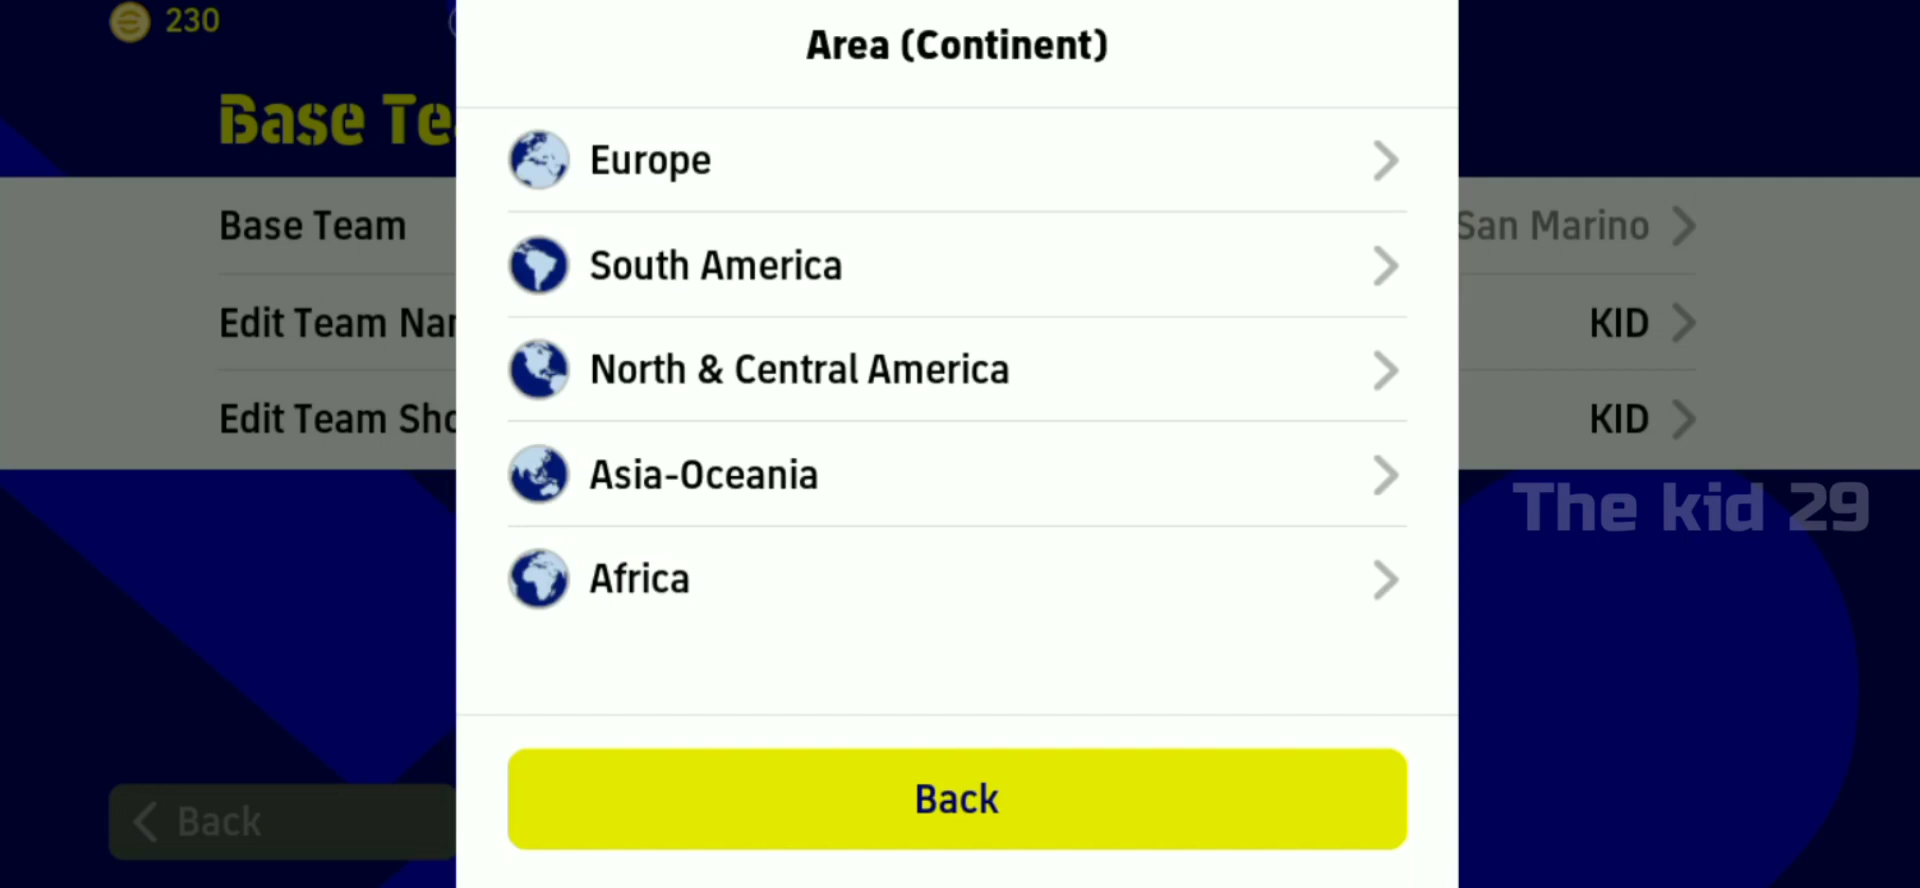 230
Area (Continent)
Base Te
Europe
Base Team
San Marino
South America
Edit Team Nar
KID
North & Central America
Edit Team Sho
KID
Asia-Oceania
The kid 29
Africa
Back
Back